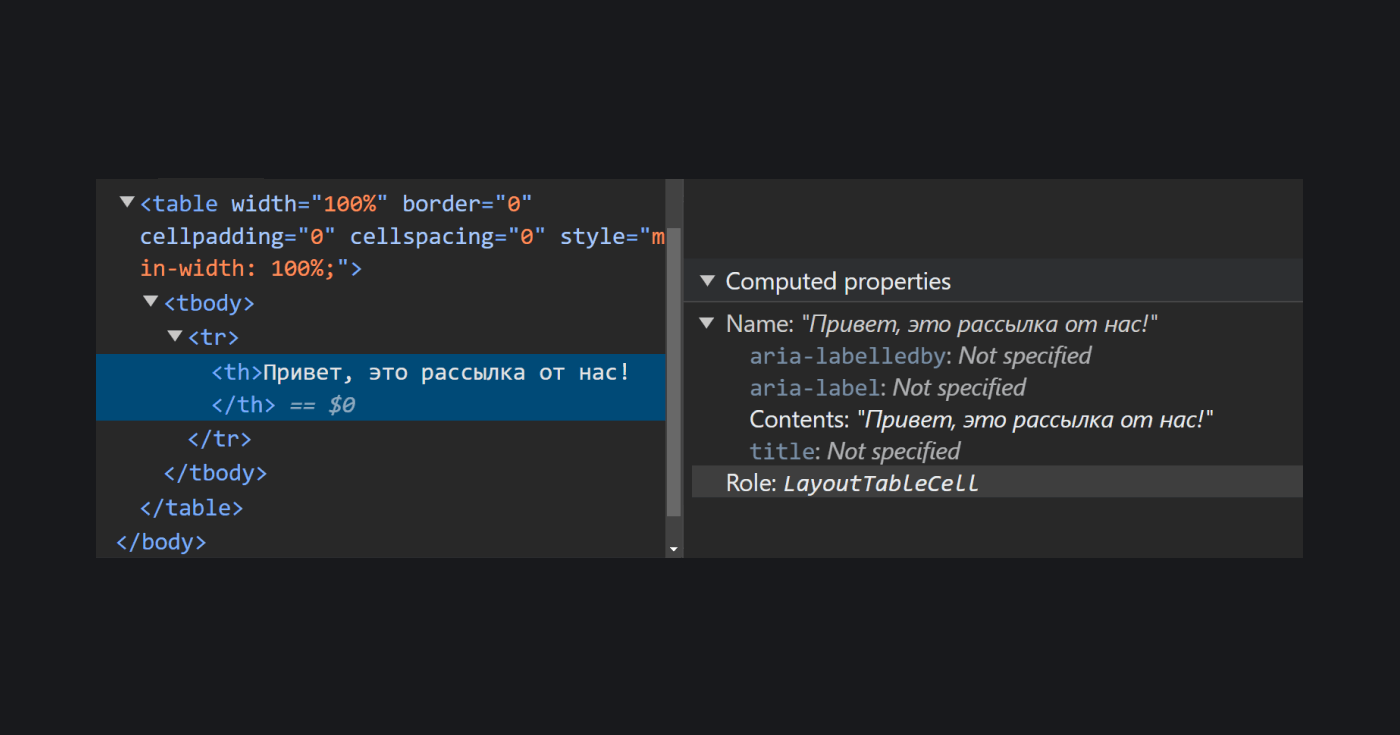 <table width="100%" border="0"
cellpadding="0" cellspacing="0" style="m
in-width: 100%;">
<tbody>
<tr>
<th>Привет, это рассылка от нас!
</th> == $0
</tr>
</tbody>
</table>
</body>
Computed properties
Name: "Привет, это рассылка от нас!"
aria-labelledby: Not specified
aria-label: Not specified
Contents: "Привет, это рассылка от нас!"
title: Not specified
Role: LayoutTableCell